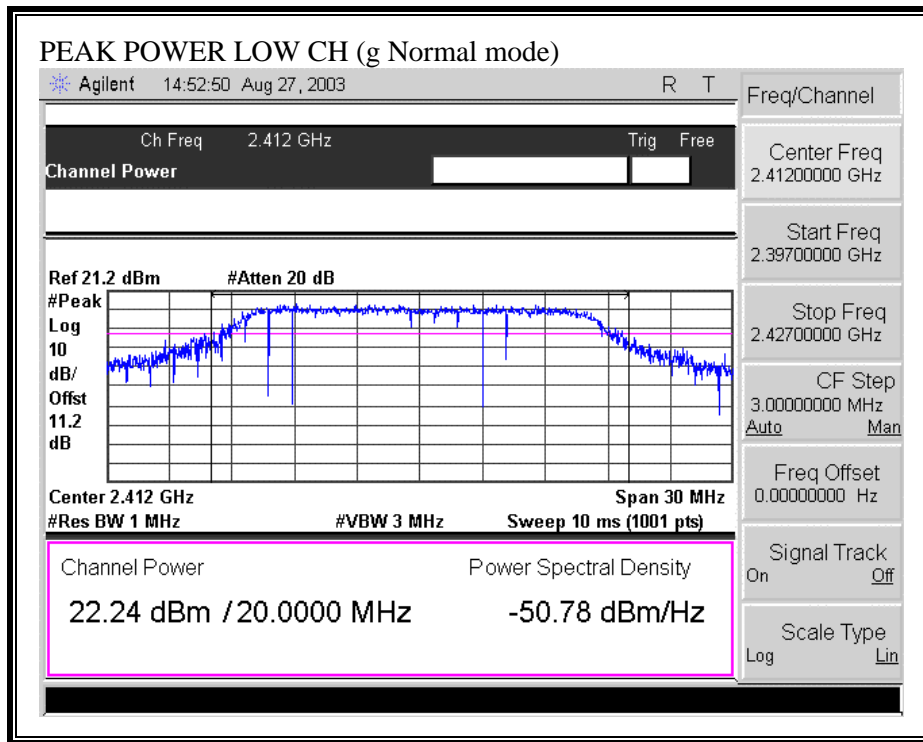 PEAK POWER LOW CH (g Normal mode)
Agilent 14:52:50 Aug 27, 2003 R T
Freq/Channel
Ch Freq 2.412 GHz Trig Free
Channel Power
Center Freq
2.41200000 GHz
Start Freq
2.39700000 GHz
Ref 21.2 dBm #Atten 20 dB
#Peak
Log
10
dB/
Offst
11.2
dB
Stop Freq
2.42700000 GHz
CF Step
3.00000000 MHz
Auto Man
Center 2.412 GHz Span 30 MHz
#Res BW 1 MHz #VBW 3 MHz Sweep 10 ms (1001 pts)
Freq Offset
0.00000000 Hz
Channel Power Power Spectral Density
22.24 dBm / 20.0000 MHz -50.78 dBm/Hz
Signal Track
On Off
Scale Type
Log Lin